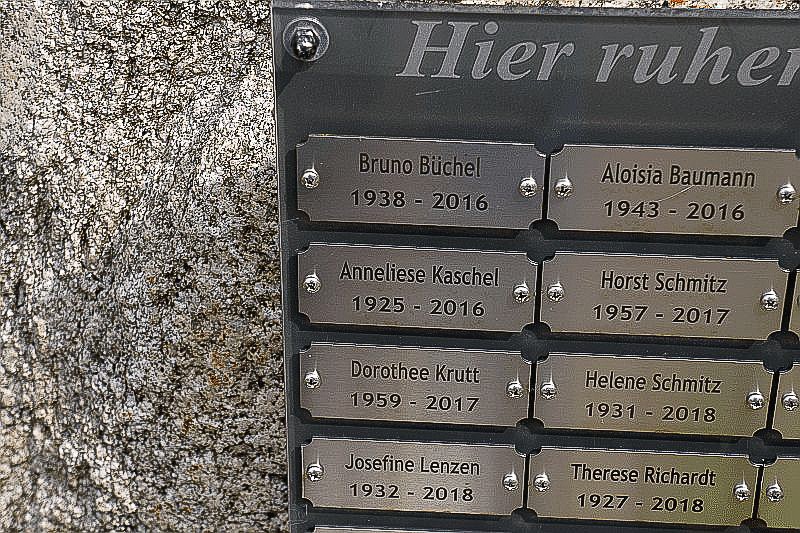 Hier ruhen
Bruno Büchel
1938 - 2016
Aloisia Baumann
1943 - 2016
Anneliese Kaschel
1925 - 2016
Horst Schmitz
1957 - 2017
Dorothee Krutt
1959 - 2017
Helene Schmitz
1931 - 2018
Josefine Lenzen
1932 - 2018
Therese Richardt
1927 - 2018